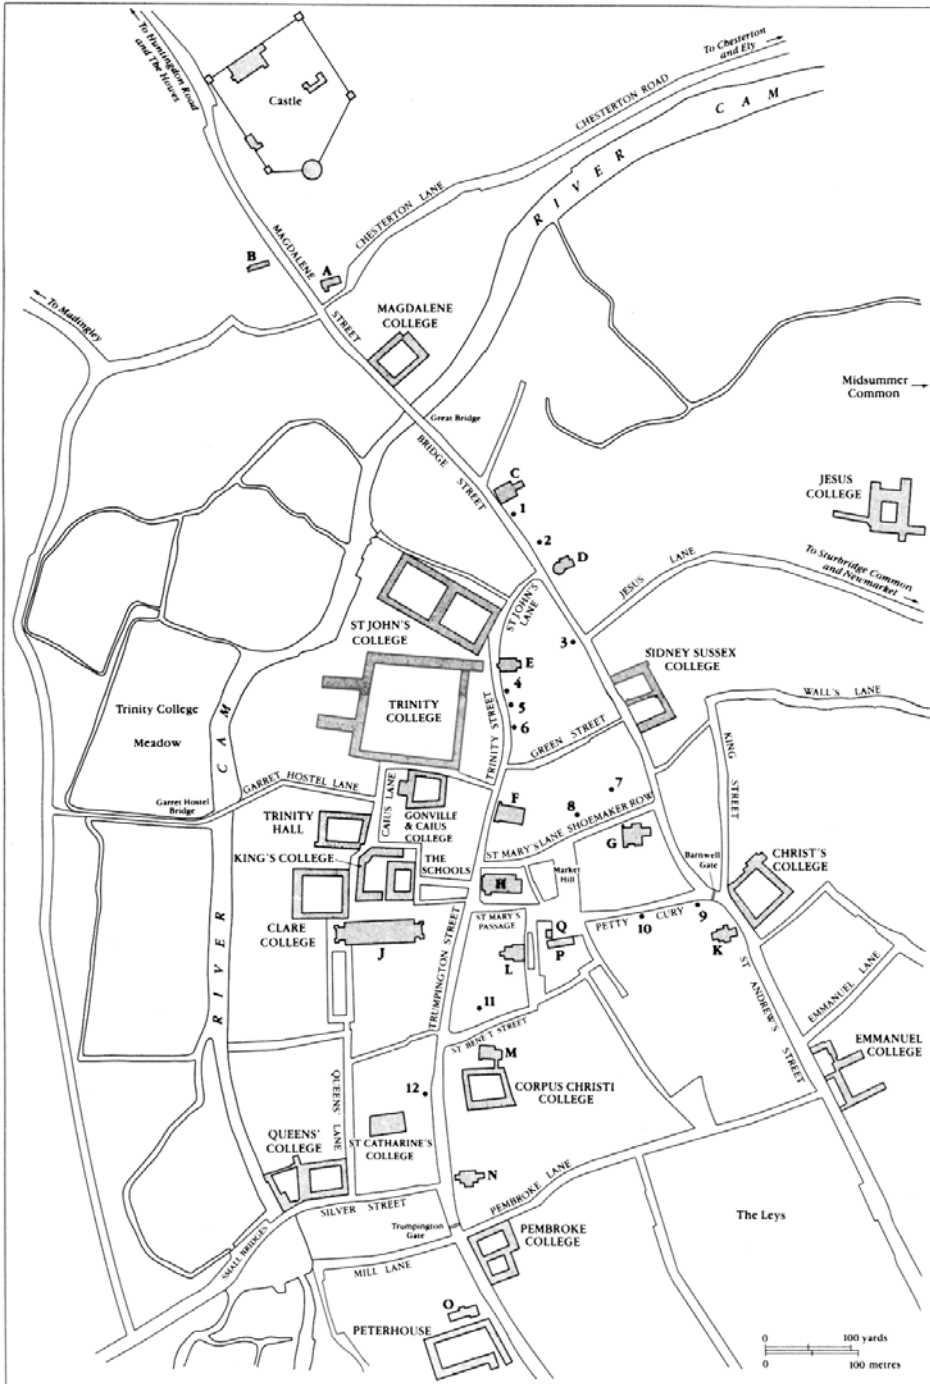 To Huntingdon Road
and The Howes
Castle
To Chesterton
and Ely
CHESTERTON ROAD
RIVER CAM
CHESTERTON LANE
MAGDALENE
STREET
B
A
To Madingley
MAGDALENE
COLLEGE
Midsummer
Common
Great Bridge
BRIDGE
STREET
C
1
2
D
JESUS
COLLEGE
JESUS LANE
To Sturbridge Common
and Newmarket
ST JOHN'S
LANE
ST JOHN'S
COLLEGE
3
E
SIDNEY SUSSEX
COLLEGE
4
5
6
TRINITY
COLLEGE
TRINITY STREET
WALL'S LANE
Trinity College
Meadow
CAM
GREEN STREET
KING
STREET
GARRET HOSTEL LANE
Garret Hostel
Bridge
CAIUS LANE
GONVILLE
& CAIUS
COLLEGE
F
7
8
ST MARY'S LANE SHOEMAKER ROW
TRINITY
HALL
G
KING'S COLLEGE
THE
SCHOOLS
Market
Hill
Barnwell
Gate
CHRIST'S
COLLEGE
H
CLARE
COLLEGE
RIVER
J
TRUMPINGTON STREET
ST MARY'S
PASSAGE
Q
P
L
PETTY CURY
9
10
K
ST
ANDREW'S
STREET
EMMANUEL LANE
11
ST BENE'T STREET
EMMANUEL
COLLEGE
M
CORPUS CHRISTI
COLLEGE
QUEENS'
LANE
12
ST CATHARINE'S
COLLEGE
QUEENS'
COLLEGE
N
SILVER STREET
PEMBROKE LANE
The Leys
Trumpington
Gate
PEMBROKE
COLLEGE
SMALL BRIDGES
MILL LANE
O
PETERHOUSE
0 100 yards
0 100 metres